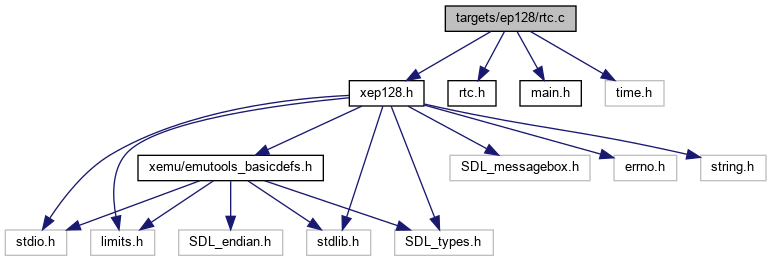 targets/ep128/rtc.c
xep128.h
rtc.h
main.h
time.h
xemu/emutools_basicdefs.h
SDL_messagebox.h
errno.h
string.h
stdio.h
limits.h
SDL_endian.h
stdlib.h
SDL_types.h